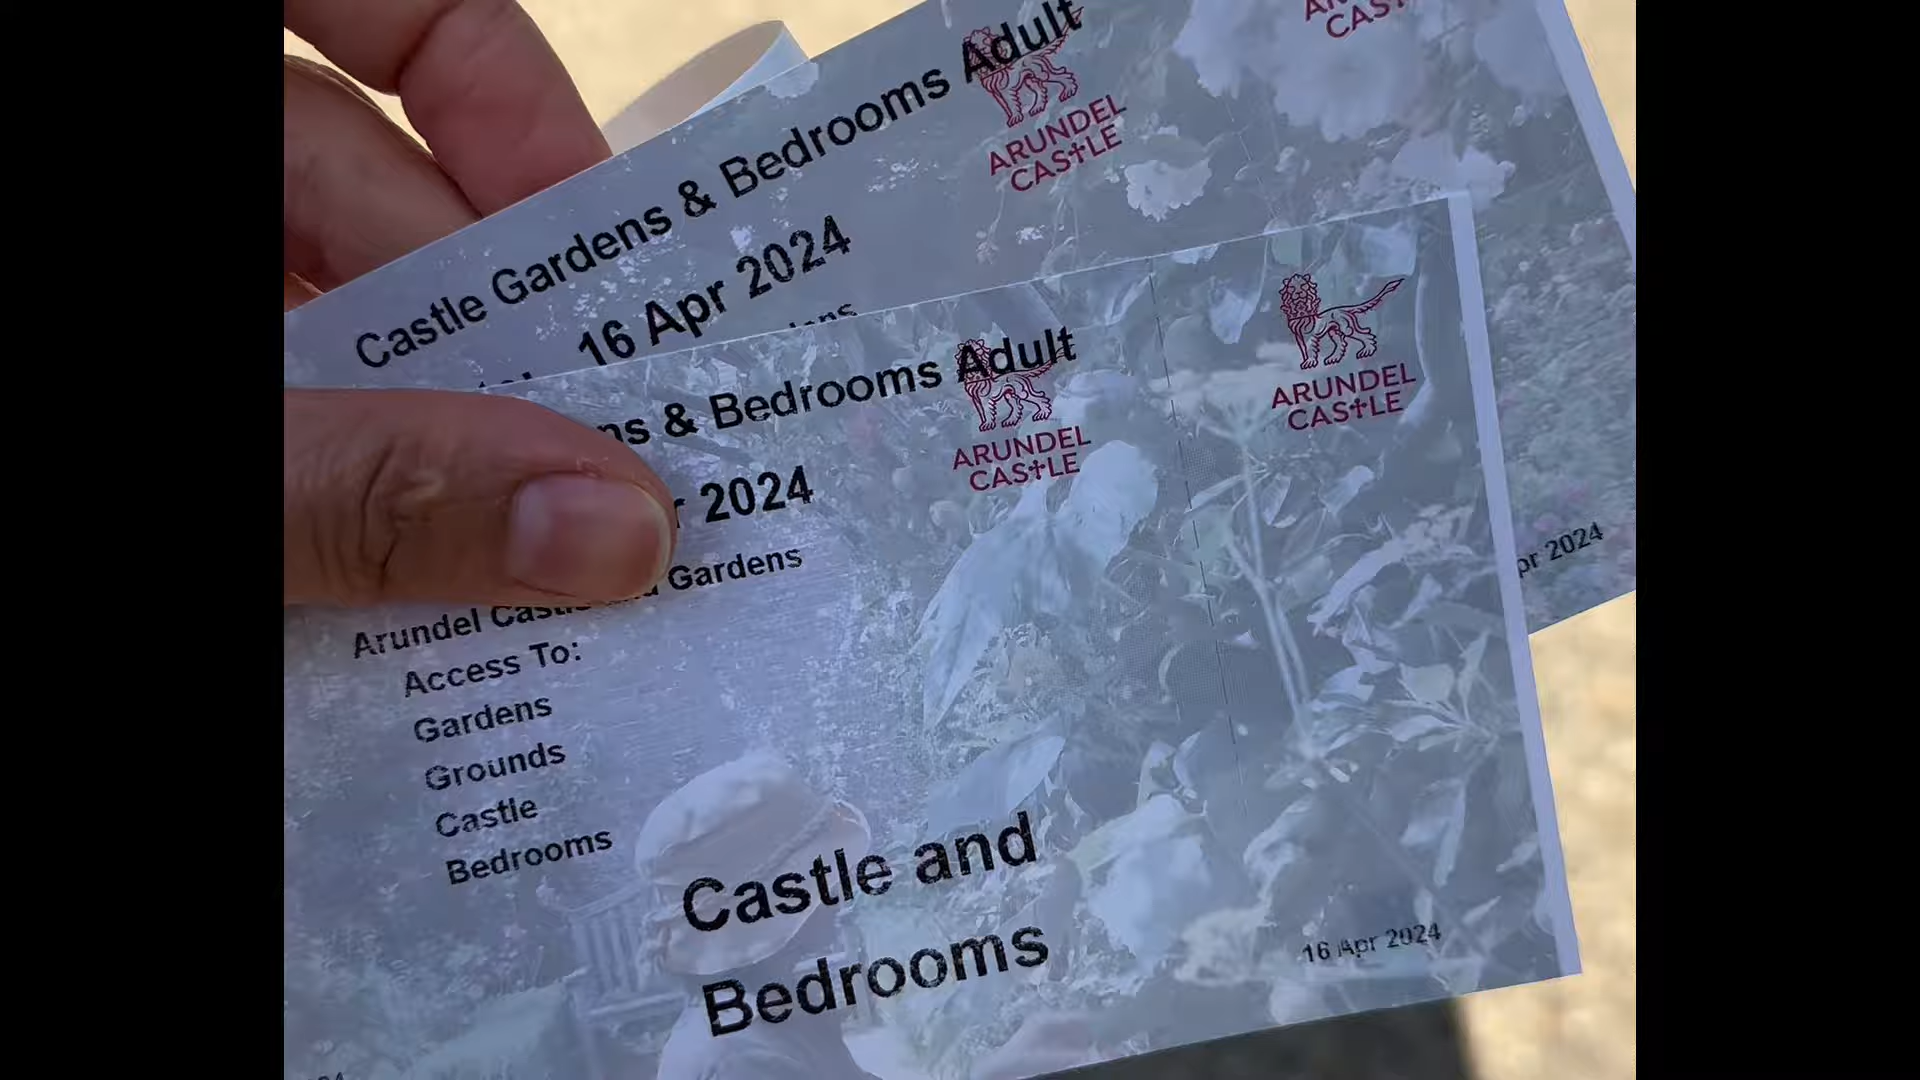 Castle Gardens & Bedrooms Adult
16 Apr 2024
ARUNDEL
CASTLE
& Bedrooms Adult
2024
Arundel Gardens
Access To:
Gardens
Grounds
Castle
Bedrooms
ARUNDEL
CASTLE
ARUNDEL
CASTLE
Castle and
Bedrooms
16 Apr 2024
2024